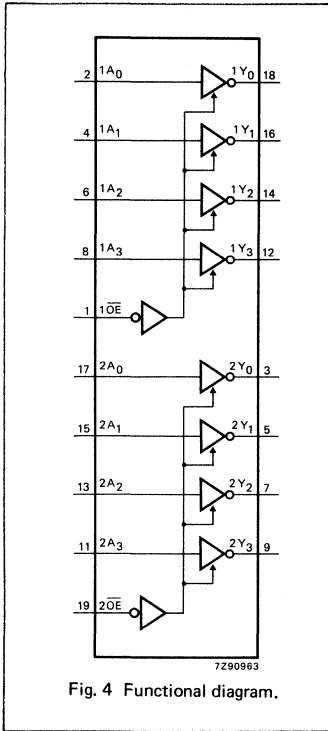 2 1A0 1Y0 18
4 1A1 1Y1 16
6 1A2 1Y2 14
8 1A3 1Y3 12
1 1O̅E̅
17 2A0 2Y0 3
15 2A1 2Y1 5
13 2A2 2Y2 7
11 2A3 2Y3 9
19 2O̅E̅
7Z90963
Fig. 4 Functional diagram.